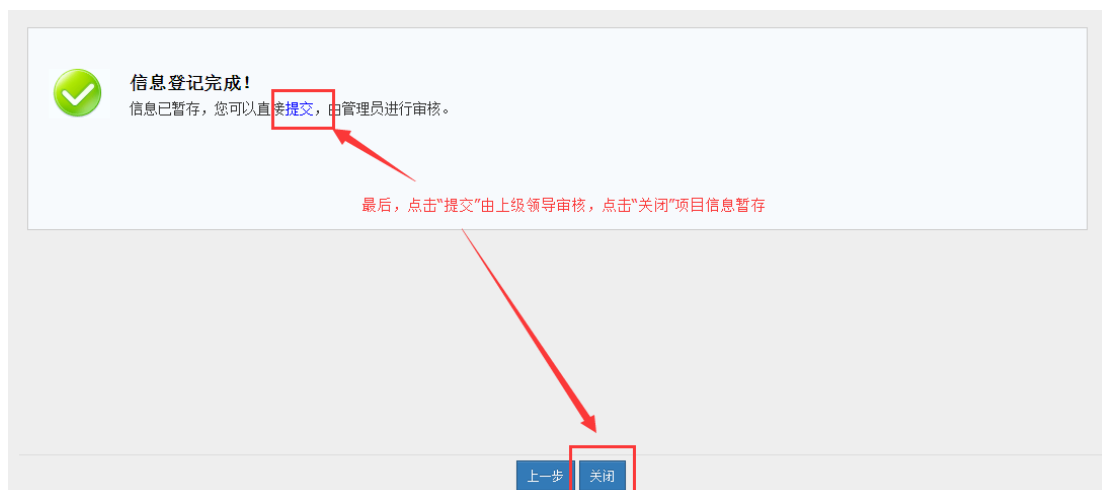 信息登记完成！
信息已暂存，您可以直接提交，由管理员进行审核。
最后，点击“提交”由上级领导审核，点击“关闭”项目信息暂存
上一步 关闭